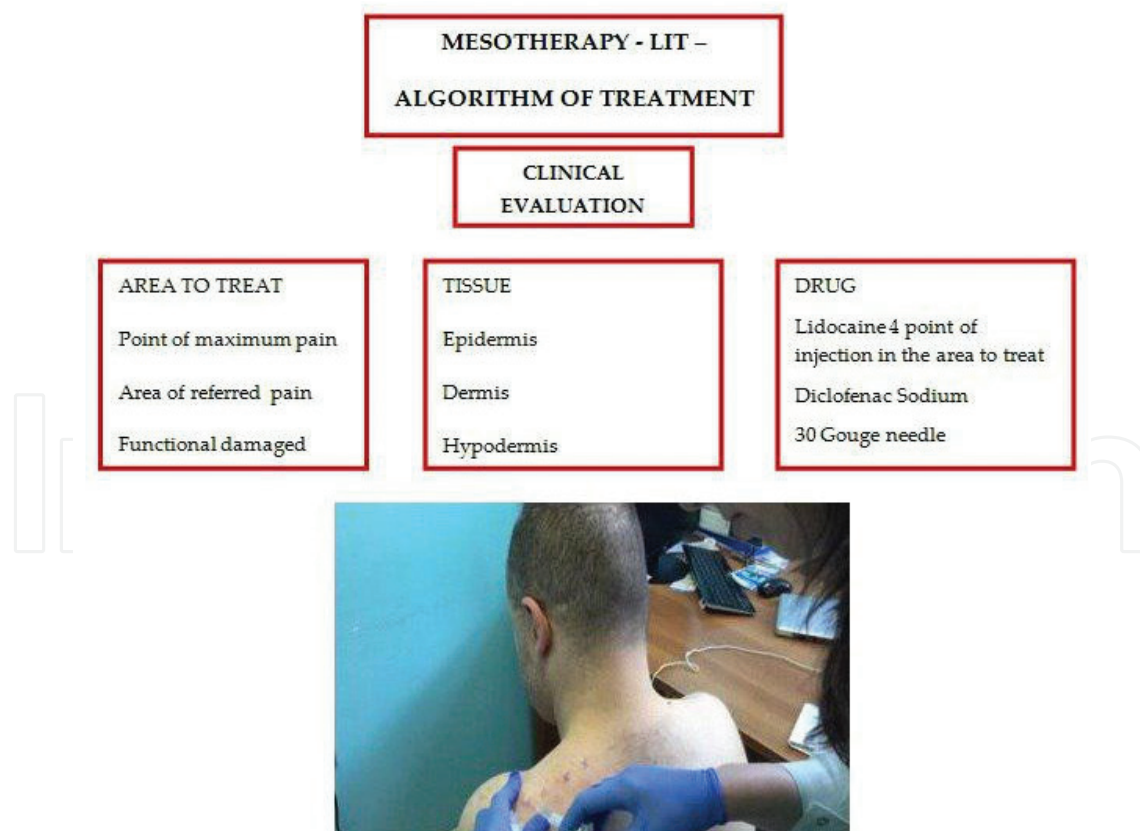 MESOTHERAPY - LIT –
ALGORITHM OF TREATMENT
CLINICAL
EVALUATION
AREA TO TREAT
Point of maximum pain
Area of referred pain
Functional damaged
TISSUE
Epidermis
Dermis
Hypodermis
DRUG
Lidocaine 4 point of
injection in the area to treat
Diclofenac Sodium
30 Gouge needle